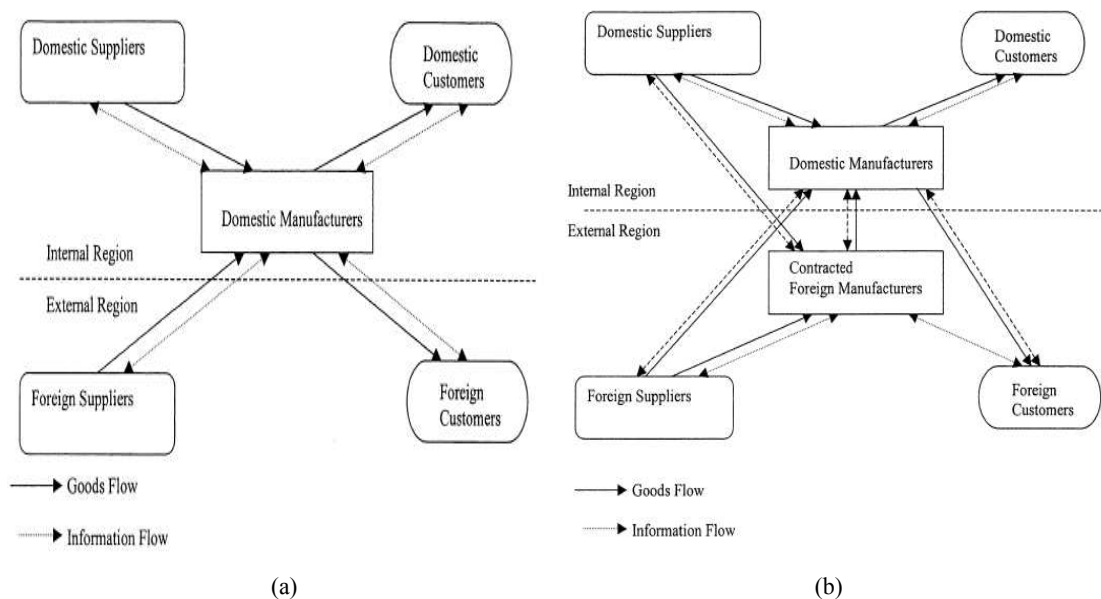 Domestic Suppliers
Domestic
Customers
Domestic Manufacturers
Internal Region
External Region
Foreign Suppliers
Foreign
Customers
Goods Flow
Information Flow
(a)
Domestic Suppliers
Domestic
Customers
Domestic Manufacturers
Internal Region
External Region
Contracted
Foreign Manufacturers
Foreign Suppliers
Foreign
Customers
Goods Flow
Information Flow
(b)